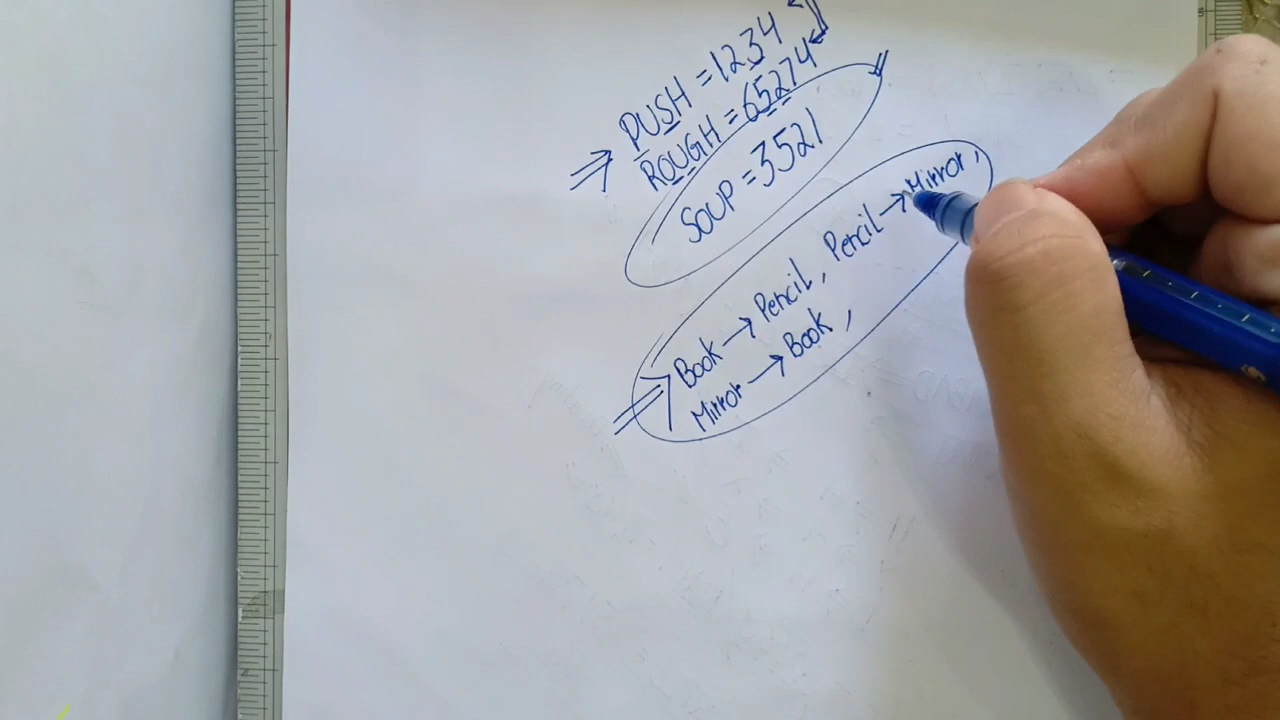 ⇒ PUSH = 1234
ROUGH = 65274
SOUP = 3521
⇒ Book → Pencil, Pencil → Mirror,
Mirror → Book,